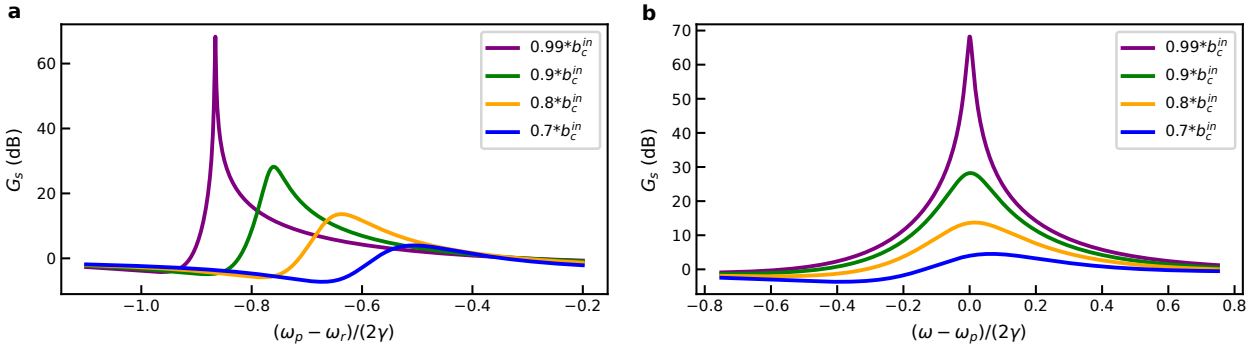 a
G_s (dB)
60
40
20
0
−1.0
−0.8
−0.6
−0.4
−0.2
(ω_p − ω_r)/(2γ)
0.99*b_c^{in}
0.9*b_c^{in}
0.8*b_c^{in}
0.7*b_c^{in}
b
G_s (dB)
70
60
50
40
30
20
10
0
−0.8
−0.6
−0.4
−0.2
0.0
0.2
0.4
0.6
0.8
(ω − ω_p)/(2γ)
0.99*b_c^{in}
0.9*b_c^{in}
0.8*b_c^{in}
0.7*b_c^{in}